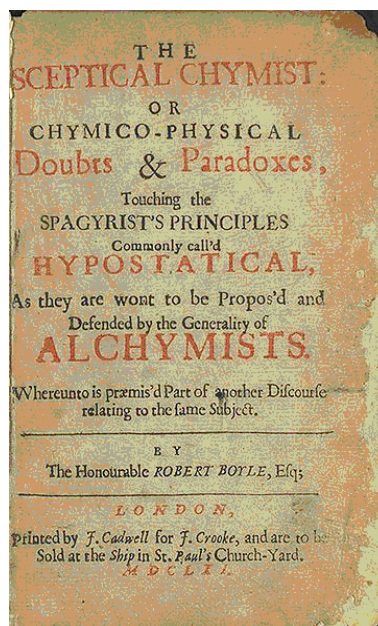 THE
SCEPTICAL CHYMIST:
OR
CHYMICO-PHYSICAL
Doubts & Paradoxes,
Touching the
SPAGYRIST'S PRINCIPLES
Commonly call'd
HYPOSTATICAL,
As they are wont to be Propos'd and
Defended by the Generality of
ALCHYMISTS.
Whereunto is præmis'd Part of another Diſcourſe
relating to the ſame Subject.
BY
The Honourable ROBERT BOYLE, Eſq;
LONDON,
Printed by J. Cadwell for J. Crooke, and are to be
Sold at the Ship in St. Paul's Church-Yard.
MDCLXI.